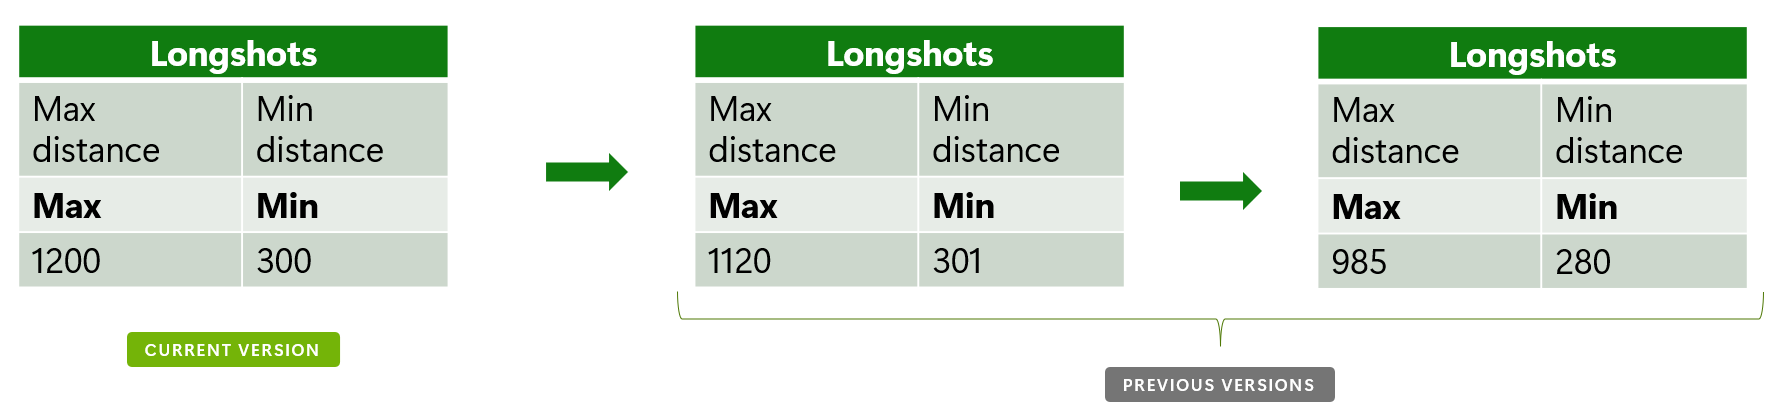 Longshots
Max distance
Min distance
Max
Min
1200
300
CURRENT VERSION
Longshots
Max distance
Min distance
Max
Min
1120
301
Longshots
Max distance
Min distance
Max
Min
985
280
PREVIOUS VERSIONS